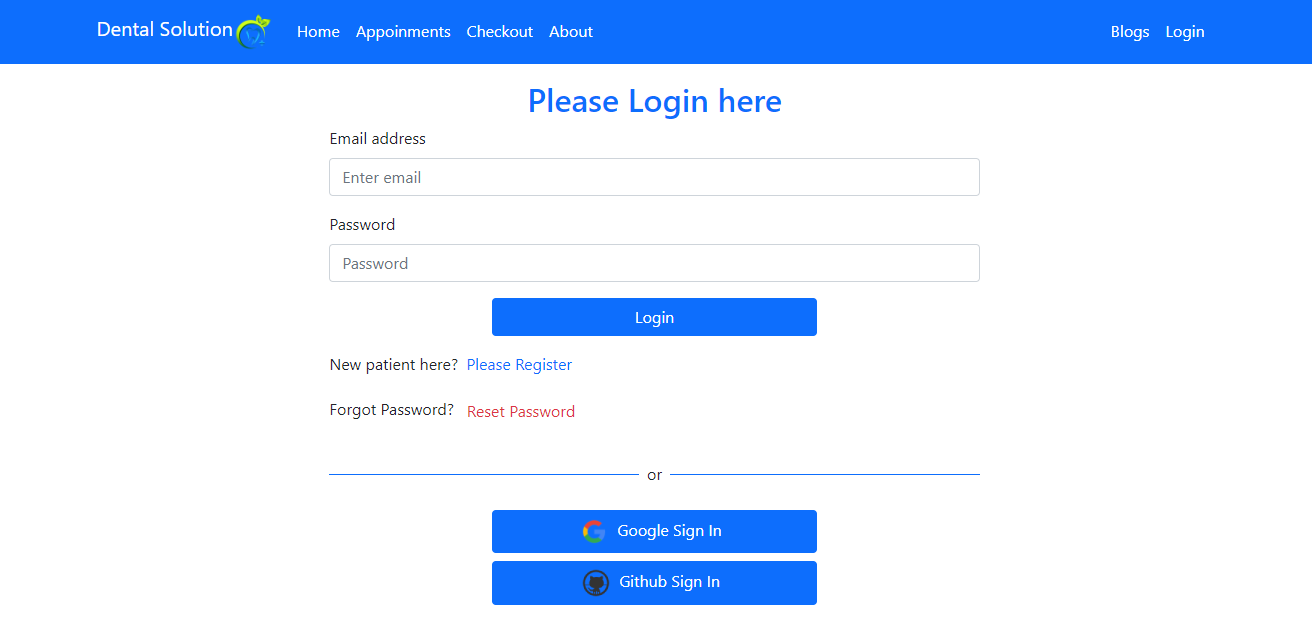 Dental Solution Home Appoinments Checkout About Blogs Login
Please Login here
Email address
Enter email
Password
Password
Login
New patient here? Please Register
Forgot Password? Reset Password
or
Google Sign In
Github Sign In